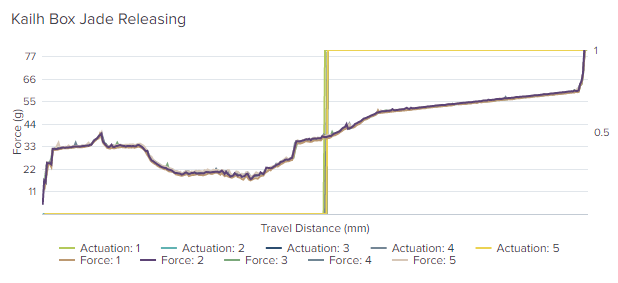 Kailh Box Jade Releasing
77
66
55
44
33
22
11
Force (g)
1
0.5
Travel Distance (mm)
Actuation: 1 Actuation: 2 Actuation: 3 Actuation: 4 Actuation: 5
Force: 1 Force: 2 Force: 3 Force: 4 Force: 5